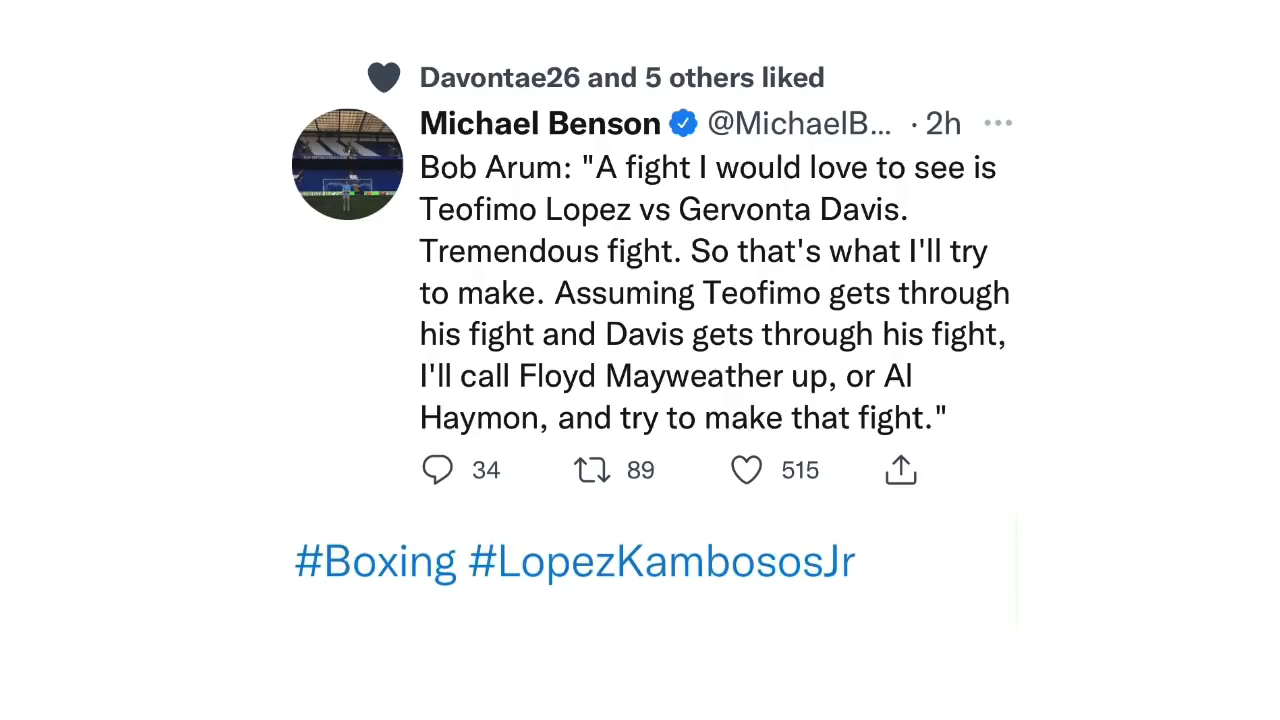 Davontae26 and 5 others liked
Michael Benson @MichaelB... · 2h ...
Bob Arum: "A fight I would love to see is
Teofimo Lopez vs Gervonta Davis.
Tremendous fight. So that's what I'll try
to make. Assuming Teofimo gets through
his fight and Davis gets through his fight,
I'll call Floyd Mayweather up, or Al
Haymon, and try to make that fight."
34 89 515
#Boxing #LopezKambososJr